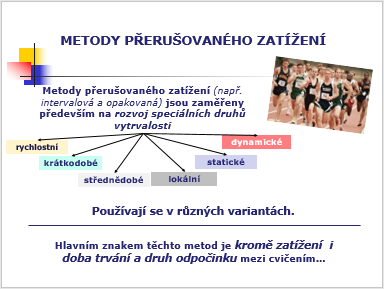 METODY PŘERUŠOVANÉHO ZATÍŽENÍ
Metody přerušovaného zatížení (např.
intervalová a opakovaná) jsou zaměřeny
především na rozvoj speciálních druhů
vytrvalosti
dynamické
rychlostní
krátkodobé
statické
střednědobé
lokální
Používají se v různých variantách.
Hlavním znakem těchto metod je kromě zatížení i
doba trvání a druh odpočinku mezi cvičením…